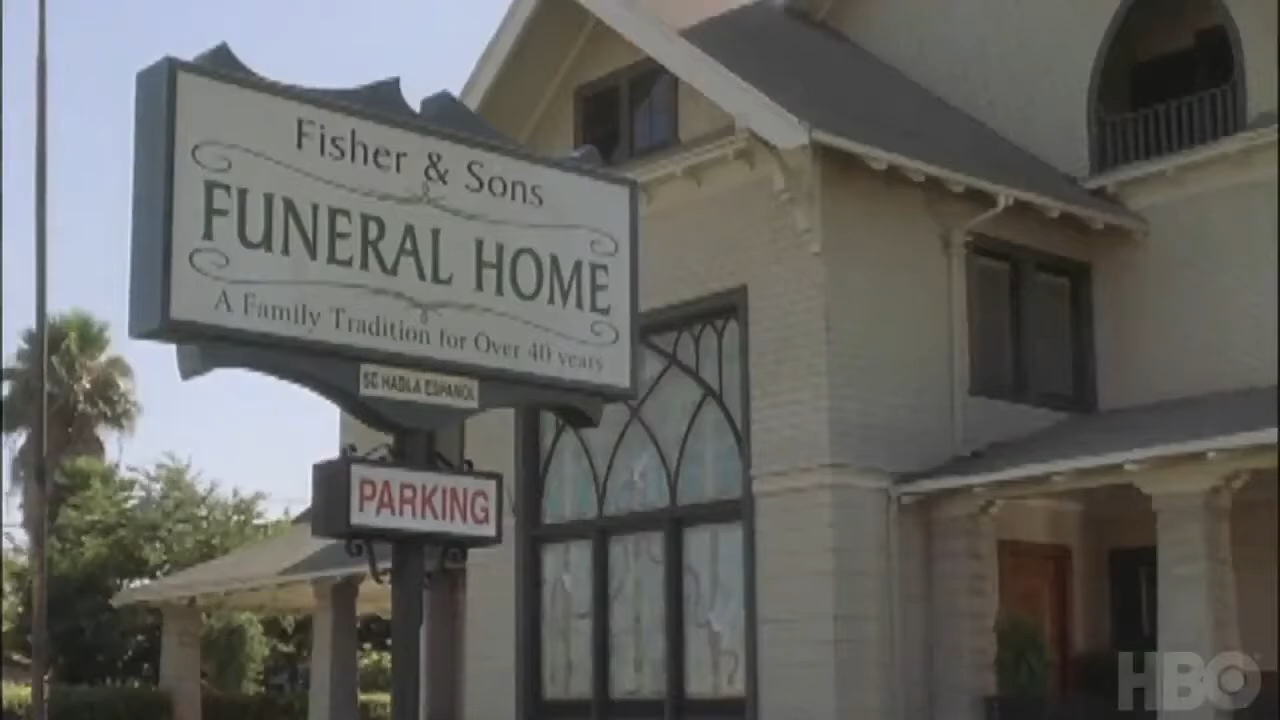 Fisher & Sons
FUNERAL HOME
A Family Tradition for Over 40 years
SE HABLA ESPANOL
PARKING
HBO